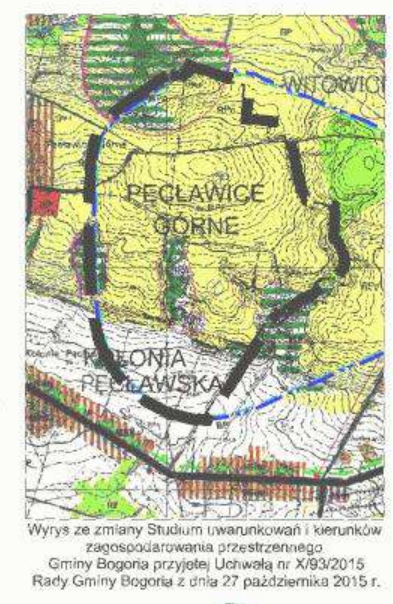 WITOWIC
PĘCŁAWICE
GÓRNE
KOLONIA
PĘCŁAWSKA
Wyrys ze zmiany Studium uwarunkowań i kierunków
zagospodarowania przestrzennego
Gminy Bogoria przyjętej Uchwałą nr X/93/2015
Rady Gminy Bogoria z dnia 27 października 2015 r.